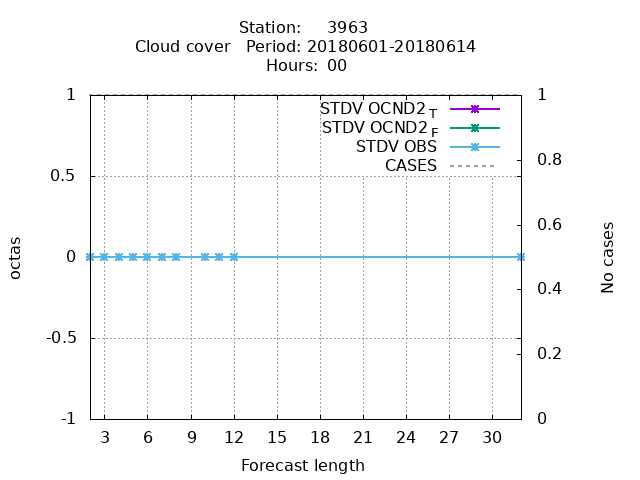 Station: 3963
Cloud cover Period: 20180601-20180614
Hours: 00
1 1
STDV OCND2 T
STDV OCND2 F
STDV OBS
CASES
0.8
0.5
0.6
octas
No cases
0
0.4
-0.5
0.2
-1 0
3 6 9 12 15 18 21 24 27 30
Forecast length